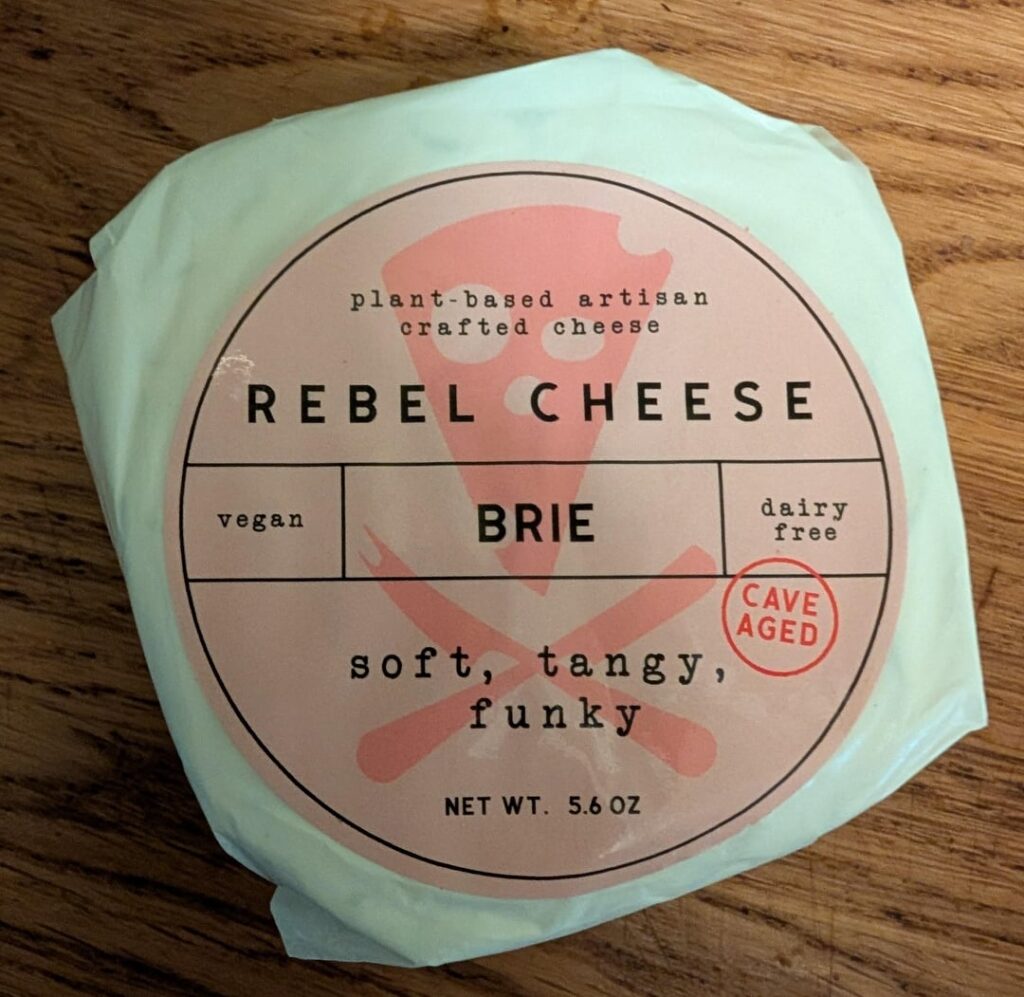 plant-based artisan
crafted cheese
REBEL CHEESE
vegan
BRIE
dairy
free
CAVE
AGED
soft, tangy,
funky
NET WT. 5.6 OZ